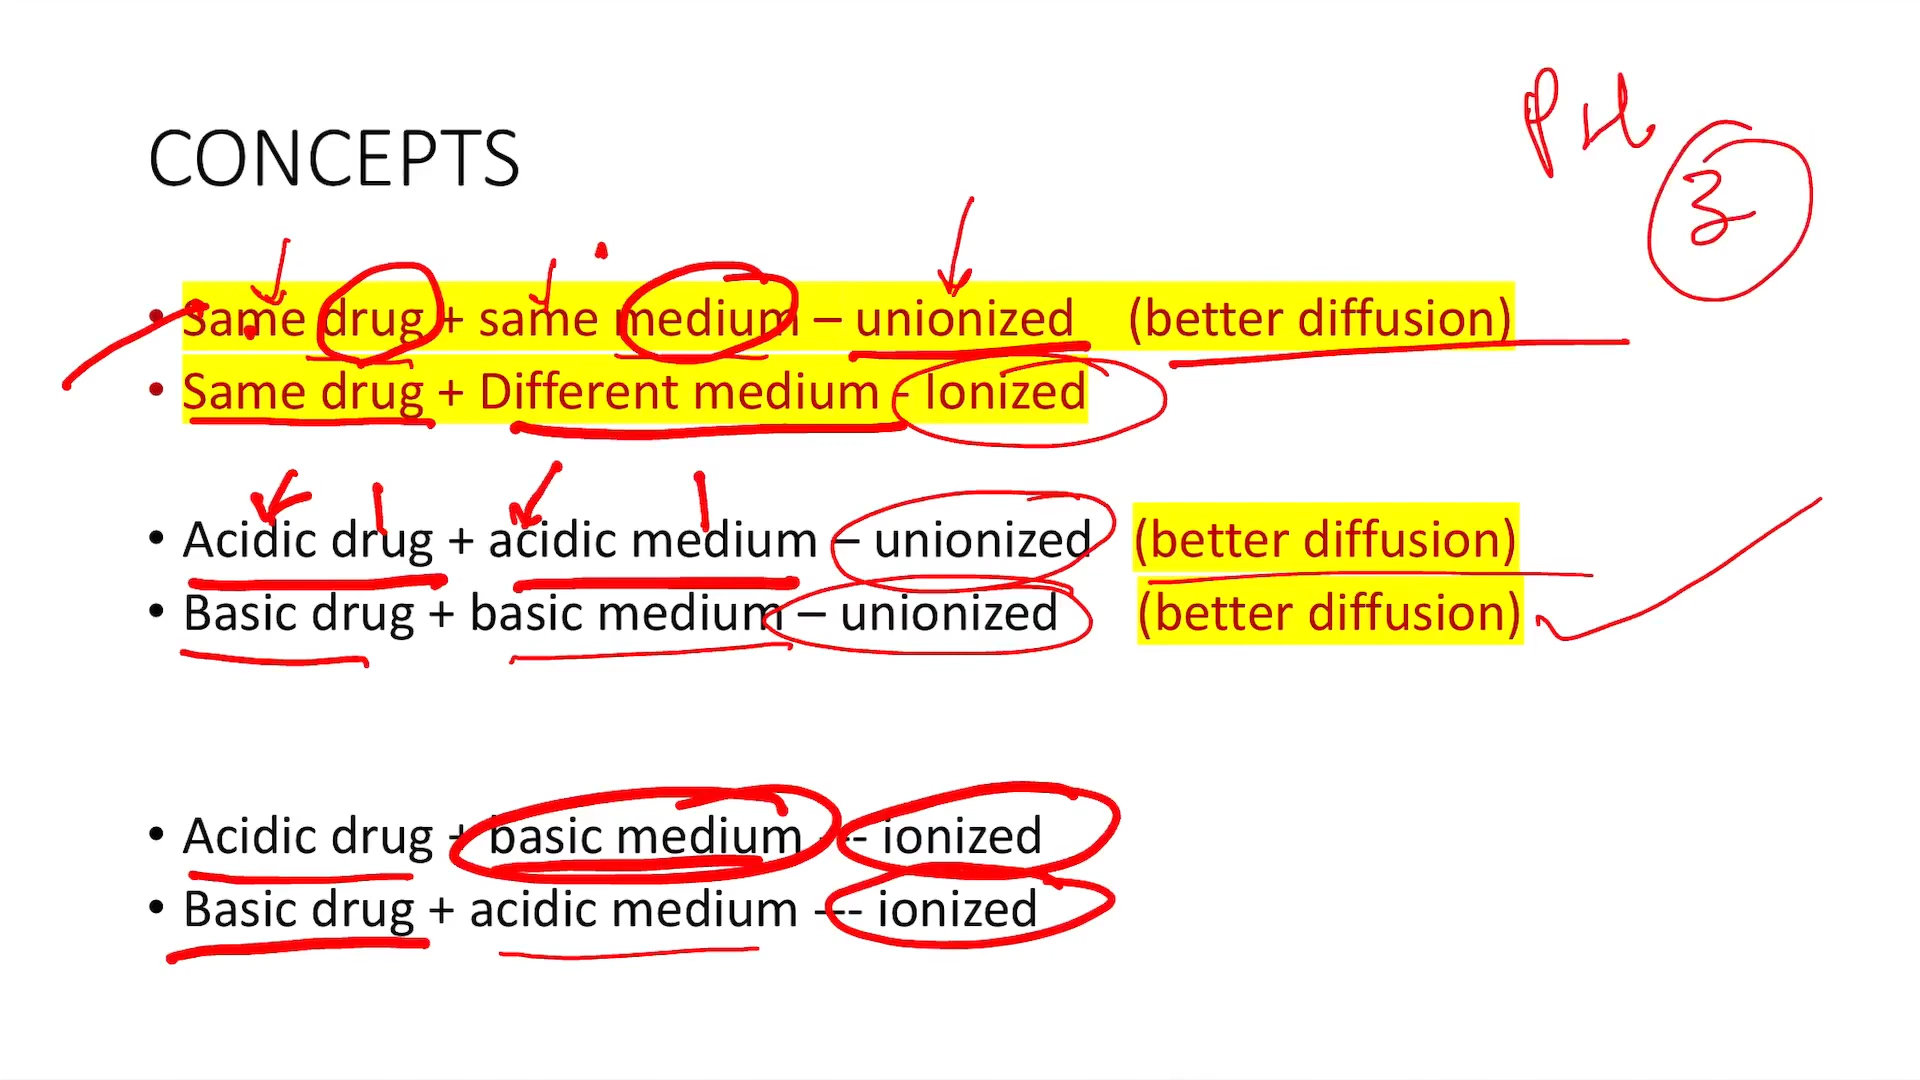 CONCEPTS
PH
3
• Same drug + same medium – unionized (better diffusion)
• Same drug + Different medium - Ionized
• Acidic drug + acidic medium – unionized (better diffusion)
• Basic drug + basic medium – unionized (better diffusion)
• Acidic drug + basic medium --- ionized
• Basic drug + acidic medium --- ionized